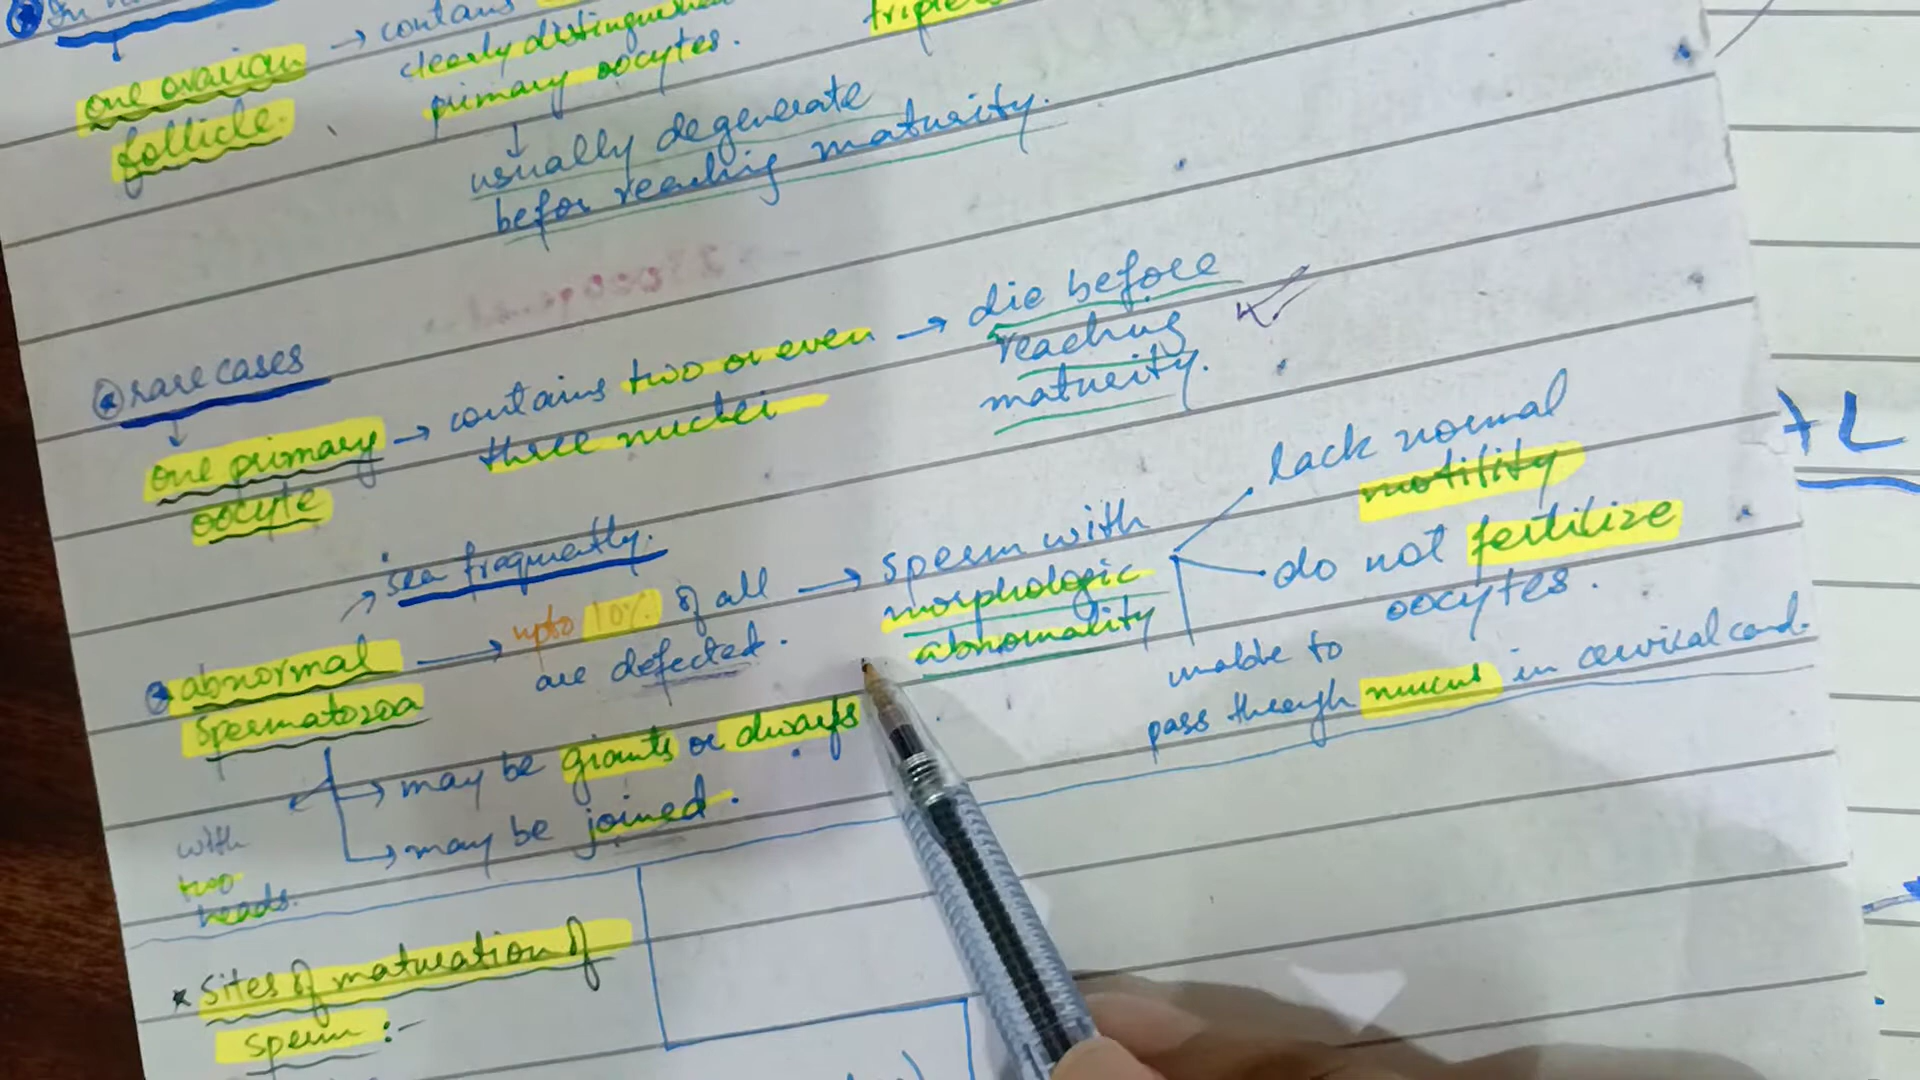 one ovarian
follicle.
→ contains
clearly distinguished
primary oocytes.
↓
usually degenerate
befor reaching maturity.
rare cases
↓
one primary
oocyte
→ contains two or even
three nuclei
→ die before
reaching
maturity.
abnormal
spermatozoa
→ seen frequently.
→ upto 10% of all
are defected.
→ sperm with
morphologic
abnormality
lack normal
motility
do not fertilize
oocytes.
unable to
pass through mucus in cervical canal.
→ may be giants or dwarfs
→ may be joined.
with
two
heads.
* Sites of maturation of
sperm :-